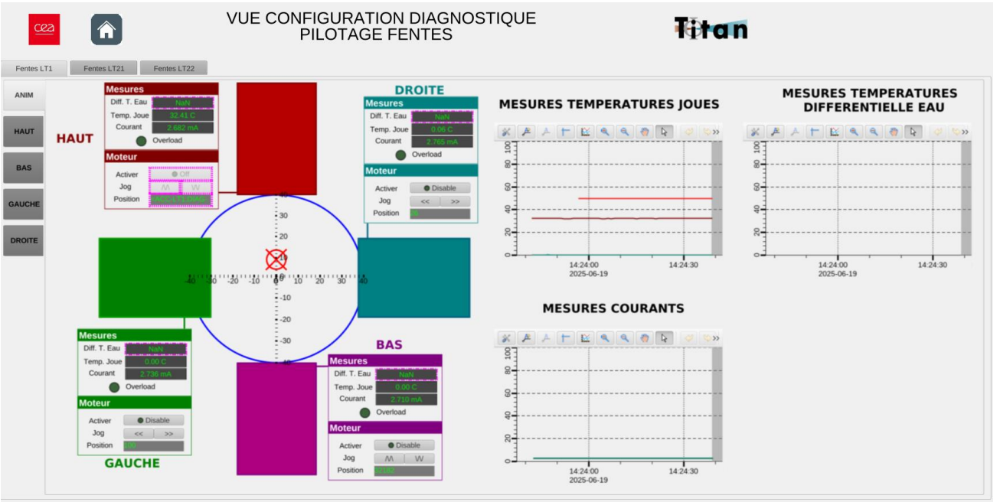 cea
VUE CONFIGURATION DIAGNOSTIQUE
PILOTAGE FENTES
Titan
Fentes LT1
Fentes LT21
Fentes LT22
ANIM
HAUT
BAS
GAUCHE
DROITE
HAUT
Mesures
Diff. T. Eau NaN
Temp. Joue 32.41 C
Courant 2.682 mA
Overload
Moteur
Activer Off
Jog
Position
DROITE
Mesures
Diff. T. Eau NaN
Temp. Joue 0.06 C
Courant 2.765 mA
Overload
Moteur
Activer Disable
Jog << >>
Position
40
30
20
10
0
-10
-20
-30
-40
-40 -30 -20 -10 0 10 20 30 40
Mesures
Diff. T. Eau NaN
Temp. Joue 0.00 C
Courant 2.736 mA
Overload
Moteur
Activer Disable
Jog << >>
Position
GAUCHE
BAS
Mesures
Diff. T. Eau NaN
Temp. Joue 0.00 C
Courant 2.710 mA
Overload
Moteur
Activer Disable
Jog
Position
MESURES TEMPERATURES JOUES
>>
100
80
60
40
20
0
14:24:00 14:24:30
2025-06-19
MESURES TEMPERATURES
DIFFERENTIELLE EAU
>>
100
80
60
40
20
0
14:24:00 14:24:30
2025-06-19
MESURES COURANTS
>>
100
80
60
40
20
0
14:24:00 14:24:30
2025-06-19